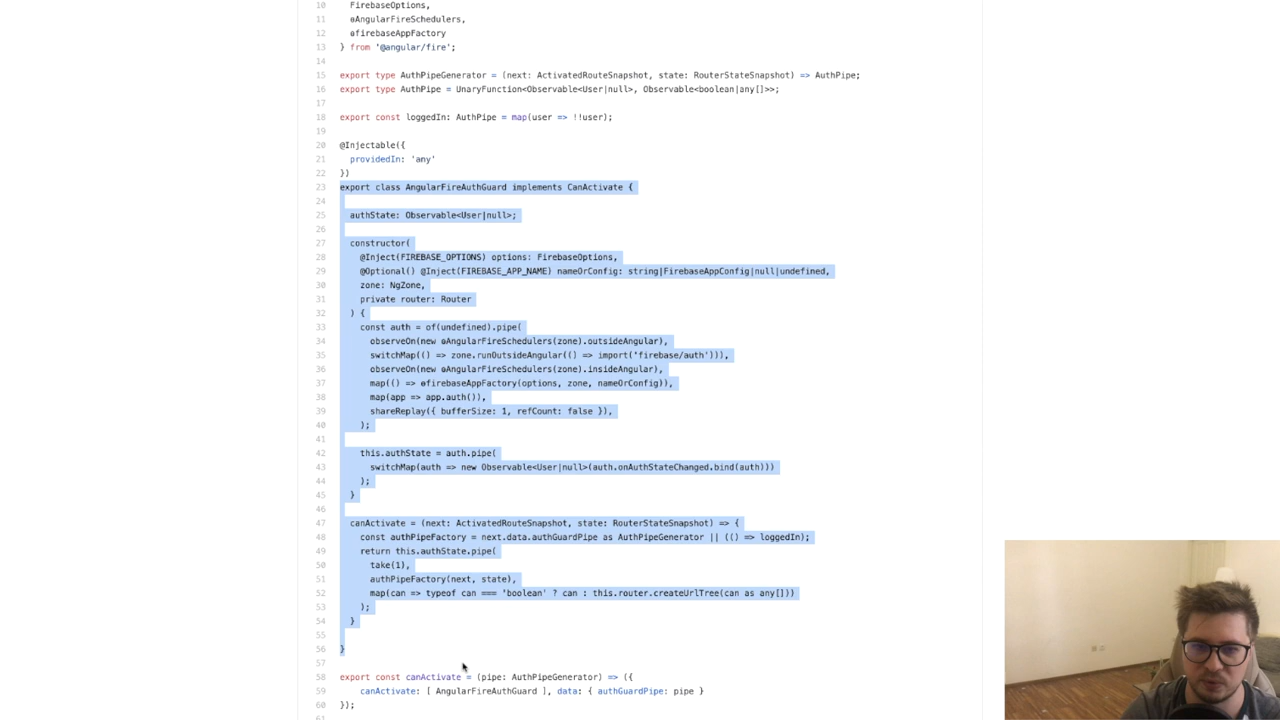 10 FirebaseOptions,
11 ɵAngularFireSchedulers,
12 ɵfirebaseAppFactory
13 } from '@angular/fire';
14
15 export type AuthPipeGenerator = (next: ActivatedRouteSnapshot, state: RouterStateSnapshot) => AuthPipe;
16 export type AuthPipe = UnaryFunction<Observable<User|null>, Observable<boolean|any[]>>;
17
18 export const loggedIn: AuthPipe = map(user => !!user);
19
20 @Injectable({
21 providedIn: 'any'
22 })
23 export class AngularFireAuthGuard implements CanActivate {
24
25 authState: Observable<User|null>;
26
27 constructor(
28 @Inject(FIREBASE_OPTIONS) options: FirebaseOptions,
29 @Optional() @Inject(FIREBASE_APP_NAME) nameOrConfig: string|FirebaseAppConfig|null|undefined,
30 zone: NgZone,
31 private router: Router
32 ) {
33 const auth = of(undefined).pipe(
34 observeOn(new ɵAngularFireSchedulers(zone).outsideAngular),
35 switchMap(() => zone.runOutsideAngular(() => import('firebase/auth'))),
36 observeOn(new ɵAngularFireSchedulers(zone).insideAngular),
37 map(() => ɵfirebaseAppFactory(options, zone, nameOrConfig)),
38 map(app => app.auth()),
39 shareReplay({ bufferSize: 1, refCount: false }),
40 );
41
42 this.authState = auth.pipe(
43 switchMap(auth => new Observable<User|null>(auth.onAuthStateChanged.bind(auth)))
44 );
45 }
46
47 canActivate = (next: ActivatedRouteSnapshot, state: RouterStateSnapshot) => {
48 const authPipeFactory = next.data.authGuardPipe as AuthPipeGenerator || (() => loggedIn);
49 return this.authState.pipe(
50 take(1),
51 authPipeFactory(next, state),
52 map(can => typeof can === 'boolean' ? can : this.router.createUrlTree(can as any[]))
53 );
54 }
55
56 }
57
58 export const canActivate = (pipe: AuthPipeGenerator) => ({
59 canActivate: [ AngularFireAuthGuard ], data: { authGuardPipe: pipe }
60 });
61